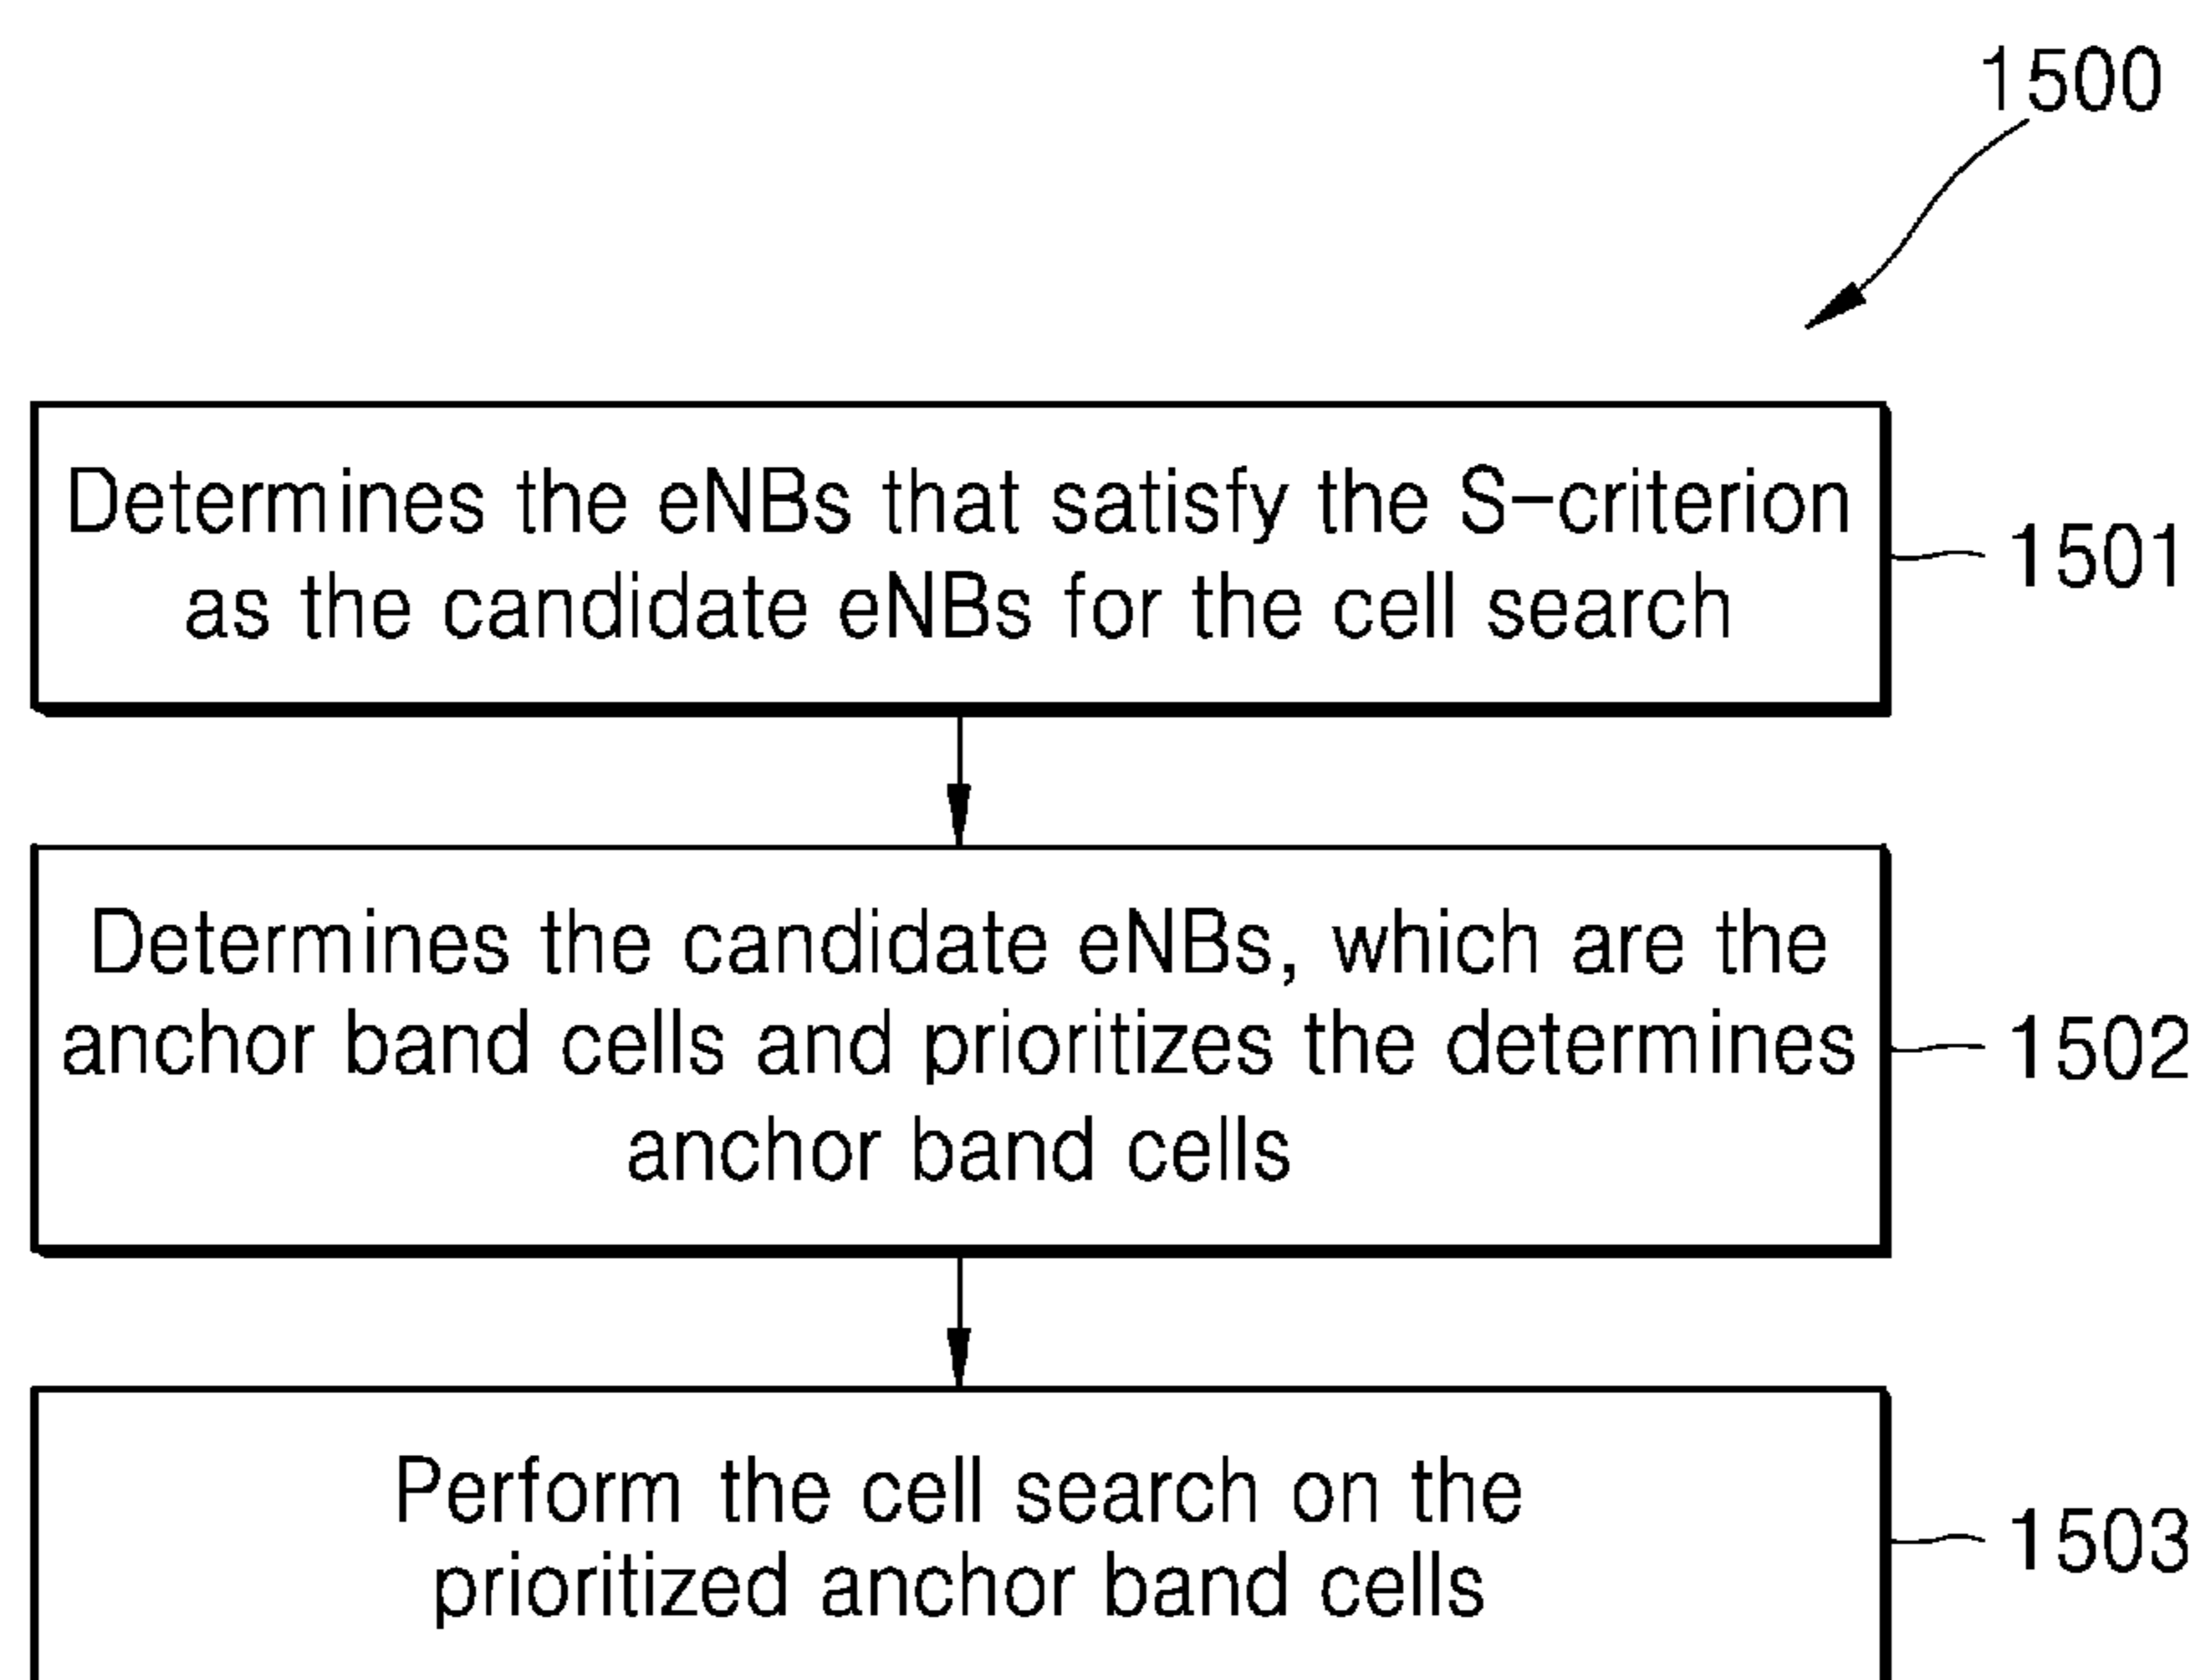 1500
Determines the eNBs that satisfy the S-criterion
as the candidate eNBs for the cell search
1501
Determines the candidate eNBs, which are the
anchor band cells and prioritizes the determines
anchor band cells
1502
Perform the cell search on the
prioritized anchor band cells
1503